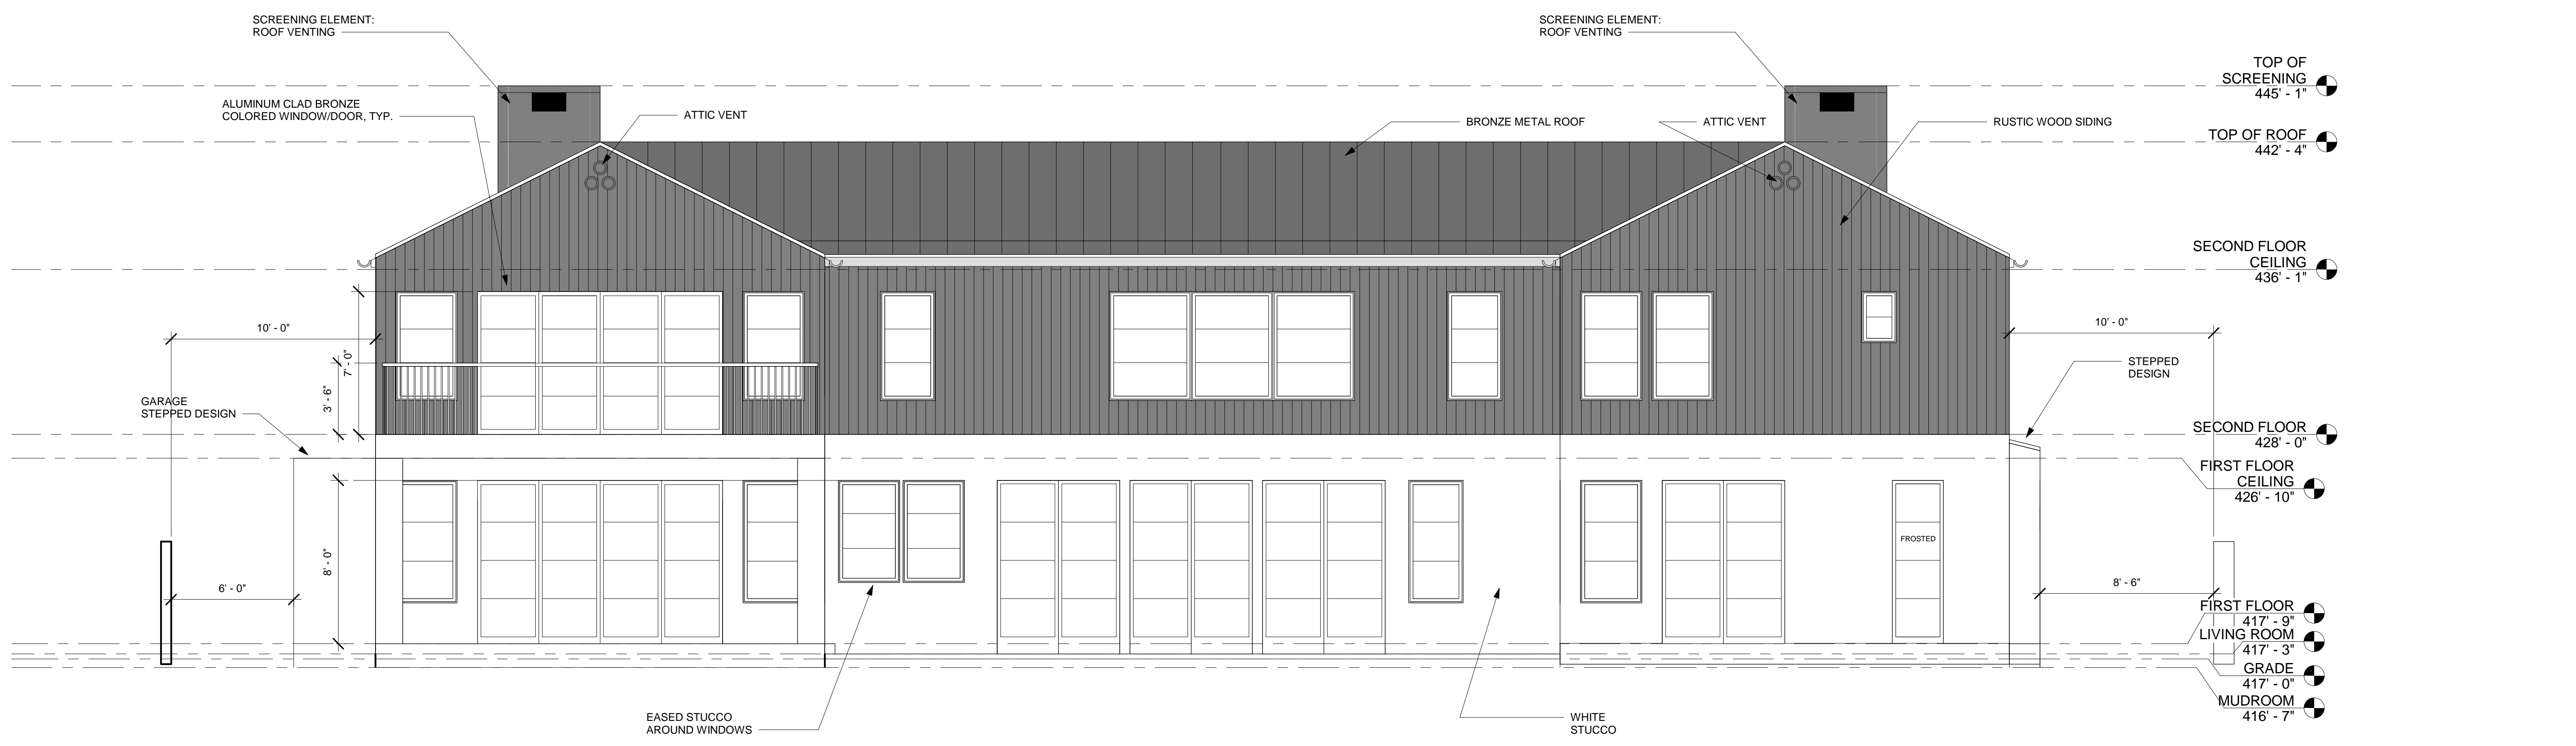 SCREENING ELEMENT:
ROOF VENTING
SCREENING ELEMENT:
ROOF VENTING
TOP OF
SCREENING
445' - 1"
ALUMINUM CLAD BRONZE
COLORED WINDOW/DOOR, TYP.
ATTIC VENT
BRONZE METAL ROOF
ATTIC VENT
RUSTIC WOOD SIDING
TOP OF ROOF
442' - 4"
SECOND FLOOR
CEILING
436' - 1"
10' - 0"
10' - 0"
7' - 0"
3' - 6"
STEPPED
DESIGN
GARAGE
STEPPED DESIGN
SECOND FLOOR
428' - 0"
FIRST FLOOR
CEILING
426' - 10"
FROSTED
8' - 0"
6' - 0"
8' - 6"
FIRST FLOOR
417' - 9"
LIVING ROOM
417' - 3"
GRADE
417' - 0"
MUDROOM
416' - 7"
EASED STUCCO
AROUND WINDOWS
WHITE
STUCCO